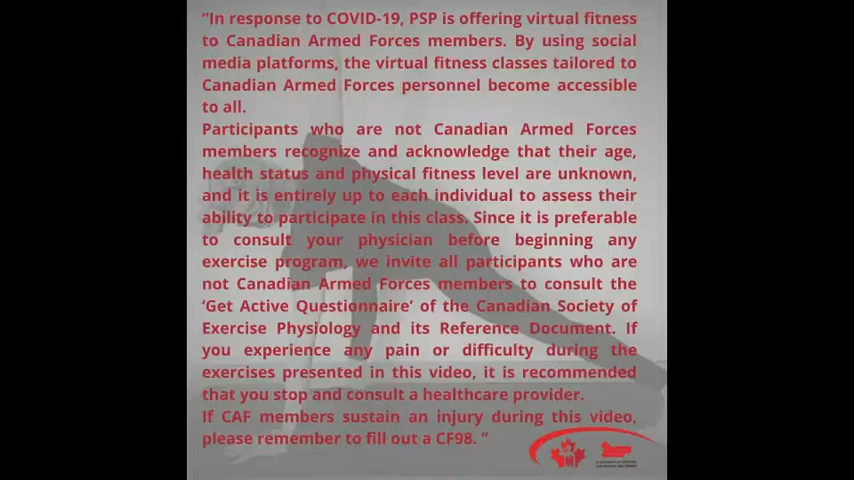 “In response to COVID-19, PSP is offering virtual fitness
to Canadian Armed Forces members. By using social
media platforms, the virtual fitness classes tailored to
Canadian Armed Forces personnel become accessible
to all.
Participants who are not Canadian Armed Forces
members recognize and acknowledge that their age,
health status and physical fitness level are unknown,
and it is entirely up to each individual to assess their
ability to participate in this class. Since it is preferable
to consult your physician before beginning any
exercise program, we invite all participants who are
not Canadian Armed Forces members to consult the
‘Get Active Questionnaire’ of the Canadian Society of
Exercise Physiology and its Reference Document. If
you experience any pain or difficulty during the
exercises presented in this video, it is recommended
that you stop and consult a healthcare provider.
If CAF members sustain an injury during this video,
please remember to fill out a CF98. ”